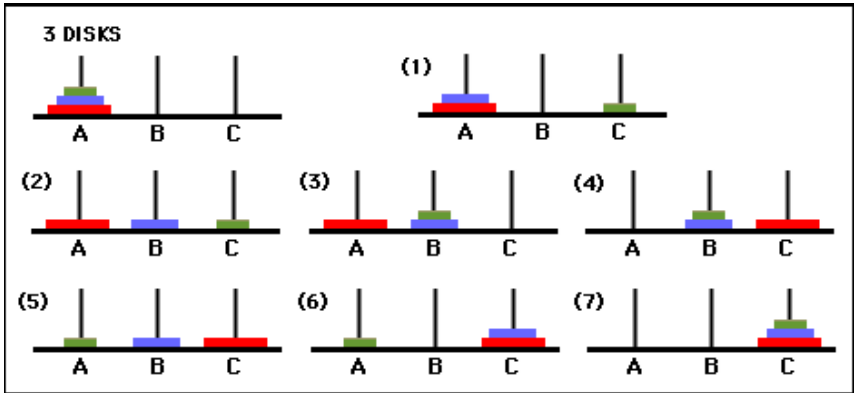 3 DISKS
(1)
A B C
A B C
(2)
(3)
(4)
A B C
A B C
A B C
(5)
(6)
(7)
A B C
A B C
A B C